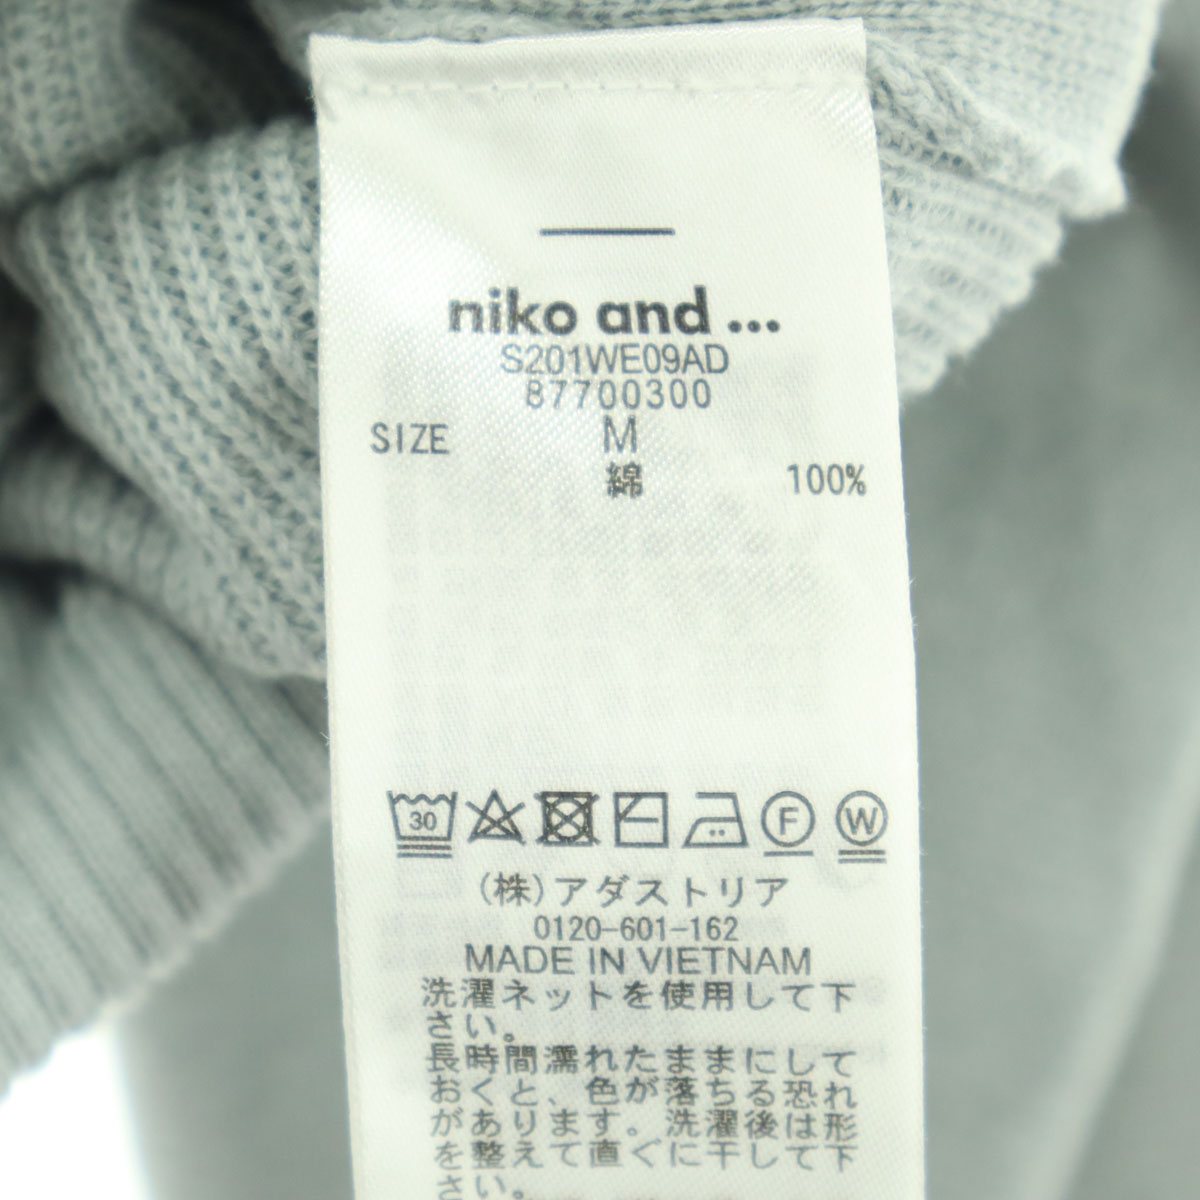 niko and ...
S201WE09AD
87700300
SIZE M
綿 100%
30 F W
(株)アダストリア
0120-601-162
MADE IN VIETNAM
洗濯ネットを使用して下
さい。
長時間濡れたままにして
おくと、色が落ちる恐れ
があります。洗濯後は形
を整えて直ぐに干して下
さい。